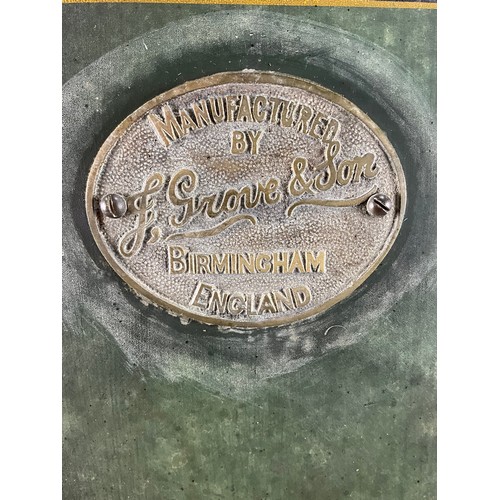 MANUFACTURED
BY
J. Grove & Son
BIRMINGHAM
ENGLAND